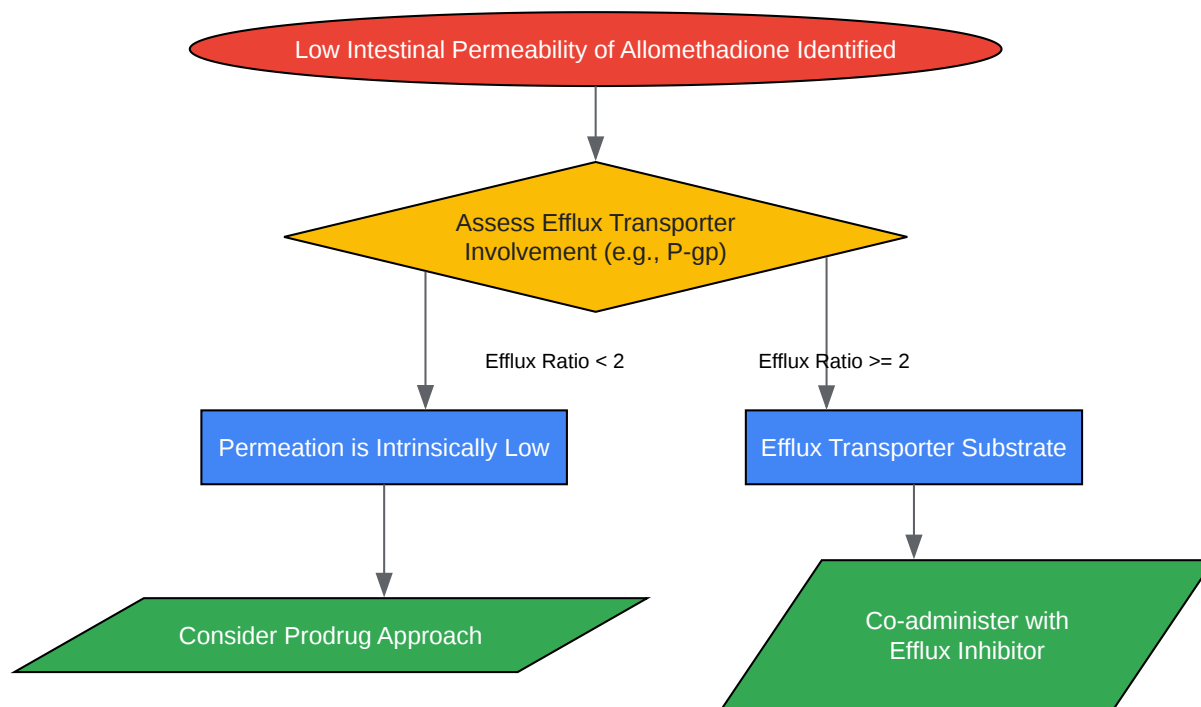 Low Intestinal Permeability of Allomethadione Identified
Assess Efflux Transporter
Involvement (e.g., P-gp)
Efflux Ratio < 2
Efflux Ratio >= 2
Permeation is Intrinsically Low
Efflux Transporter Substrate
Consider Prodrug Approach
Co-administer with
Efflux Inhibitor